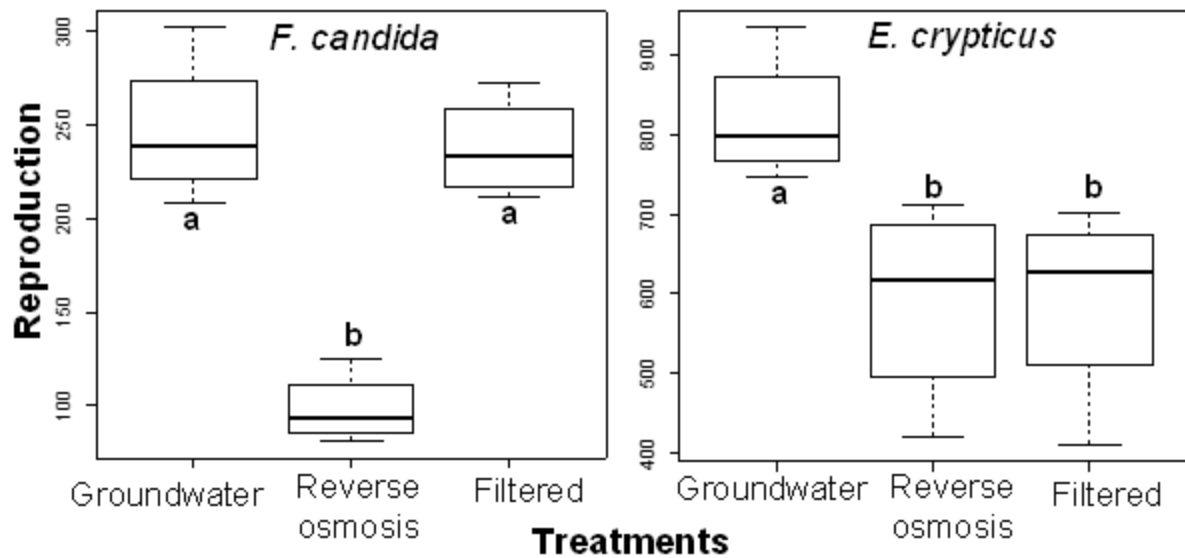 Reproduction
F. candida
300
250
200
150
100
a
b
a
Groundwater
Reverse
osmosis
Filtered
E. crypticus
900
800
700
600
500
400
a
b
b
Groundwater
Reverse
osmosis
Filtered
Treatments